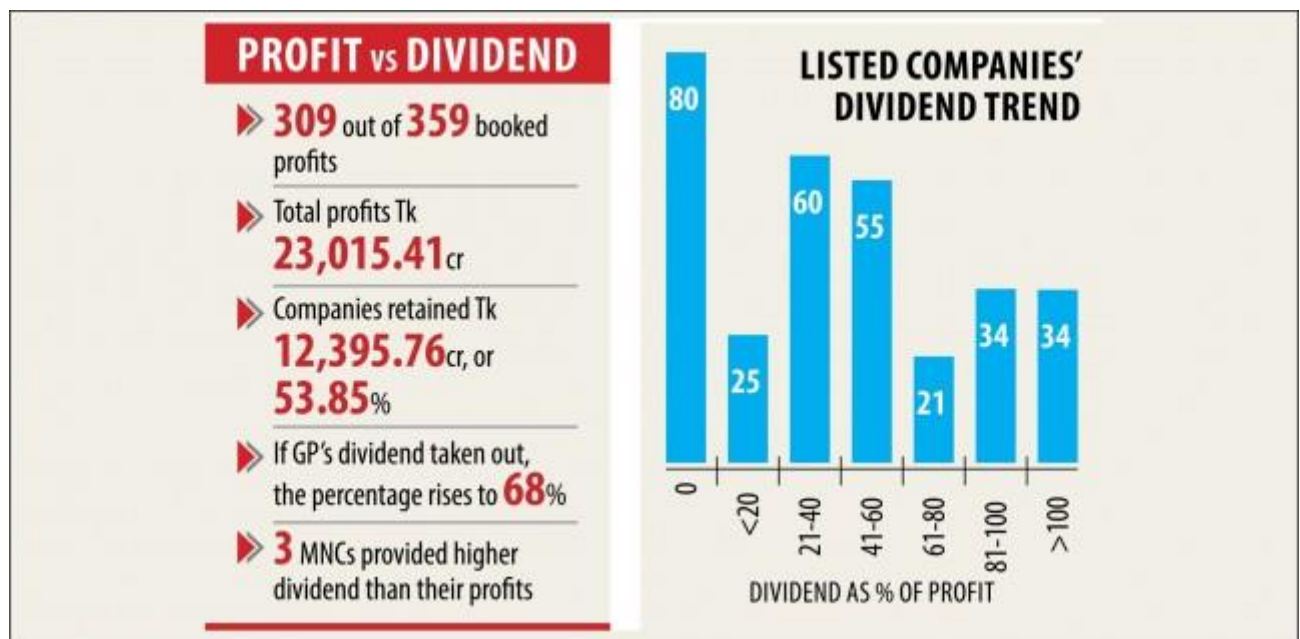 PROFIT vs DIVIDEND
309 out of 359 booked
profits
Total profits Tk
23,015.41cr
Companies retained Tk
12,395.76cr, or
53.85%
If GP's dividend taken out,
the percentage rises to 68%
3 MNCs provided higher
dividend than their profits
LISTED COMPANIES'
DIVIDEND TREND
80
25
60
55
21
34
34
0
<20
21-40
41-60
61-80
81-100
>100
DIVIDEND AS % OF PROFIT